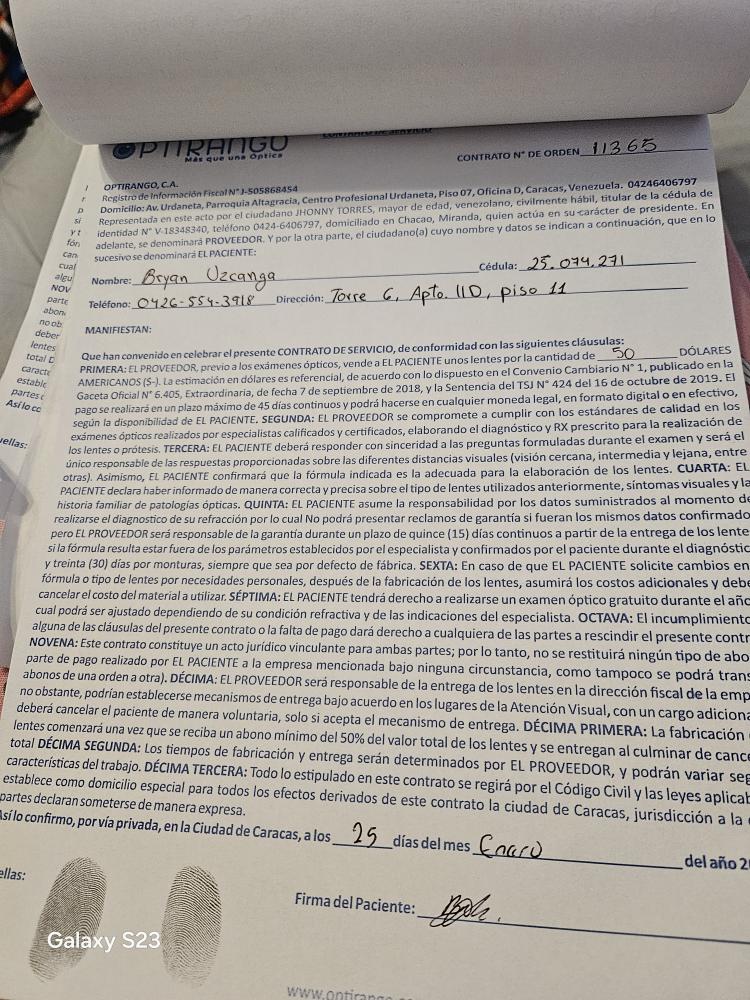 OPTIRANGO
Más que una Optica
CONTRATO DE SERVICIO
CONTRATO N° DE ORDEN 11365
OPTIRANGO, C.A.
Registro de Información Fiscal N° J-505868454
Domicilio: Av. Urdaneta, Parroquia Altagracia, Centro Profesional Urdaneta, Piso 07, Oficina D, Caracas, Venezuela. 04246406797
Representada en este acto por el ciudadano JHONNY TORRES, mayor de edad, venezolano, civilmente hábil, titular de la cédula de
identidad N° V-18348340, teléfono 0424-6406797, domiciliado en Chacao, Miranda, quien actúa en su carácter de presidente. En
adelante, se denominará PROVEEDOR. Y por la otra parte, el ciudadano(a) cuyo nombre y datos se indican a continuación, que en lo
sucesivo se denominará EL PACIENTE:
Nombre: Bryan Uzcanga Cédula: 25.074.271
Teléfono: 0426-554-3918 Dirección: Torre 6, Apto. 11D, piso 11
MANIFIESTAN:
Que han convenido en celebrar el presente CONTRATO DE SERVICIO, de conformidad con las siguientes cláusulas:
PRIMERA: EL PROVEEDOR, previo a los exámenes ópticos, vende a EL PACIENTE unos lentes por la cantidad de 50 DÓLARES
AMERICANOS ($-). La estimación en dólares es referencial, de acuerdo con lo dispuesto en el Convenio Cambiario N° 1, publicado en la
Gaceta Oficial N° 6.405, Extraordinaria, de fecha 7 de septiembre de 2018, y la Sentencia del TSJ N° 424 del 16 de octubre de 2019. El
pago se realizará en un plazo máximo de 45 días continuos y podrá hacerse en cualquier moneda legal, en formato digital o en efectivo,
según la disponibilidad de EL PACIENTE. SEGUNDA: EL PROVEEDOR se compromete a cumplir con los estándares de calidad en los
exámenes ópticos realizados por especialistas calificados y certificados, elaborando el diagnóstico y RX prescrito para la realización de
los lentes o prótesis. TERCERA: EL PACIENTE deberá responder con sinceridad a las preguntas formuladas durante el examen y será el
único responsable de las respuestas proporcionadas sobre las diferentes distancias visuales (visión cercana, intermedia y lejana, entre
otras). Asimismo, EL PACIENTE confirmará que la fórmula indicada es la adecuada para la elaboración de los lentes. CUARTA: EL
PACIENTE declara haber informado de manera correcta y precisa sobre el tipo de lentes utilizados anteriormente, síntomas visuales y la
historia familiar de patologías ópticas. QUINTA: EL PACIENTE asume la responsabilidad por los datos suministrados al momento de
realizarse el diagnostico de su refracción por lo cual No podrá presentar reclamos de garantía si fueran los mismos datos confirmado
pero EL PROVEEDOR será responsable de la garantía durante un plazo de quince (15) días continuos a partir de la entrega de los lente
si la fórmula resulta estar fuera de los parámetros establecidos por el especialista y confirmados por el paciente durante el diagnóstic
y treinta (30) días por monturas, siempre que sea por defecto de fábrica. SEXTA: En caso de que EL PACIENTE solicite cambios en
fórmula o tipo de lentes por necesidades personales, después de la fabricación de los lentes, asumirá los costos adicionales y debe
cancelar el costo del material a utilizar. SÉPTIMA: EL PACIENTE tendrá derecho a realizarse un examen óptico gratuito durante el año
cual podrá ser ajustado dependiendo de su condición refractiva y de las indicaciones del especialista. OCTAVA: El incumplimiento
alguna de las cláusulas del presente contrato o la falta de pago dará derecho a cualquiera de las partes a rescindir el presente contr
NOVENA: Este contrato constituye un acto jurídico vinculante para ambas partes; por lo tanto, no se restituirá ningún tipo de abo
parte de pago realizado por EL PACIENTE a la empresa mencionada bajo ninguna circunstancia, como tampoco se podrá trans
abonos de una orden a otra). DÉCIMA: EL PROVEEDOR será responsable de la entrega de los lentes en la dirección fiscal de la emp
no obstante, podrían establecerse mecanismos de entrega bajo acuerdo en los lugares de la Atención Visual, con un cargo adiciona
deberá cancelar el paciente de manera voluntaria, solo si acepta el mecanismo de entrega. DÉCIMA PRIMERA: La fabricación
lentes comenzará una vez que se reciba un abono mínimo del 50% del valor total de los lentes y se entregan al culminar de cance
total DÉCIMA SEGUNDA: Los tiempos de fabricación y entrega serán determinados por EL PROVEEDOR, y podrán variar seg
características del trabajo. DÉCIMA TERCERA: Todo lo estipulado en este contrato se regirá por el Código Civil y las leyes aplicab
establece como domicilio especial para todos los efectos derivados de este contrato la ciudad de Caracas, jurisdicción a la
partes declaran someterse de manera expresa.
Así lo confirmo, por vía privada, en la Ciudad de Caracas, a los 25 días del mes Enero del año 2
ellas:
Firma del Paciente:
Galaxy S23